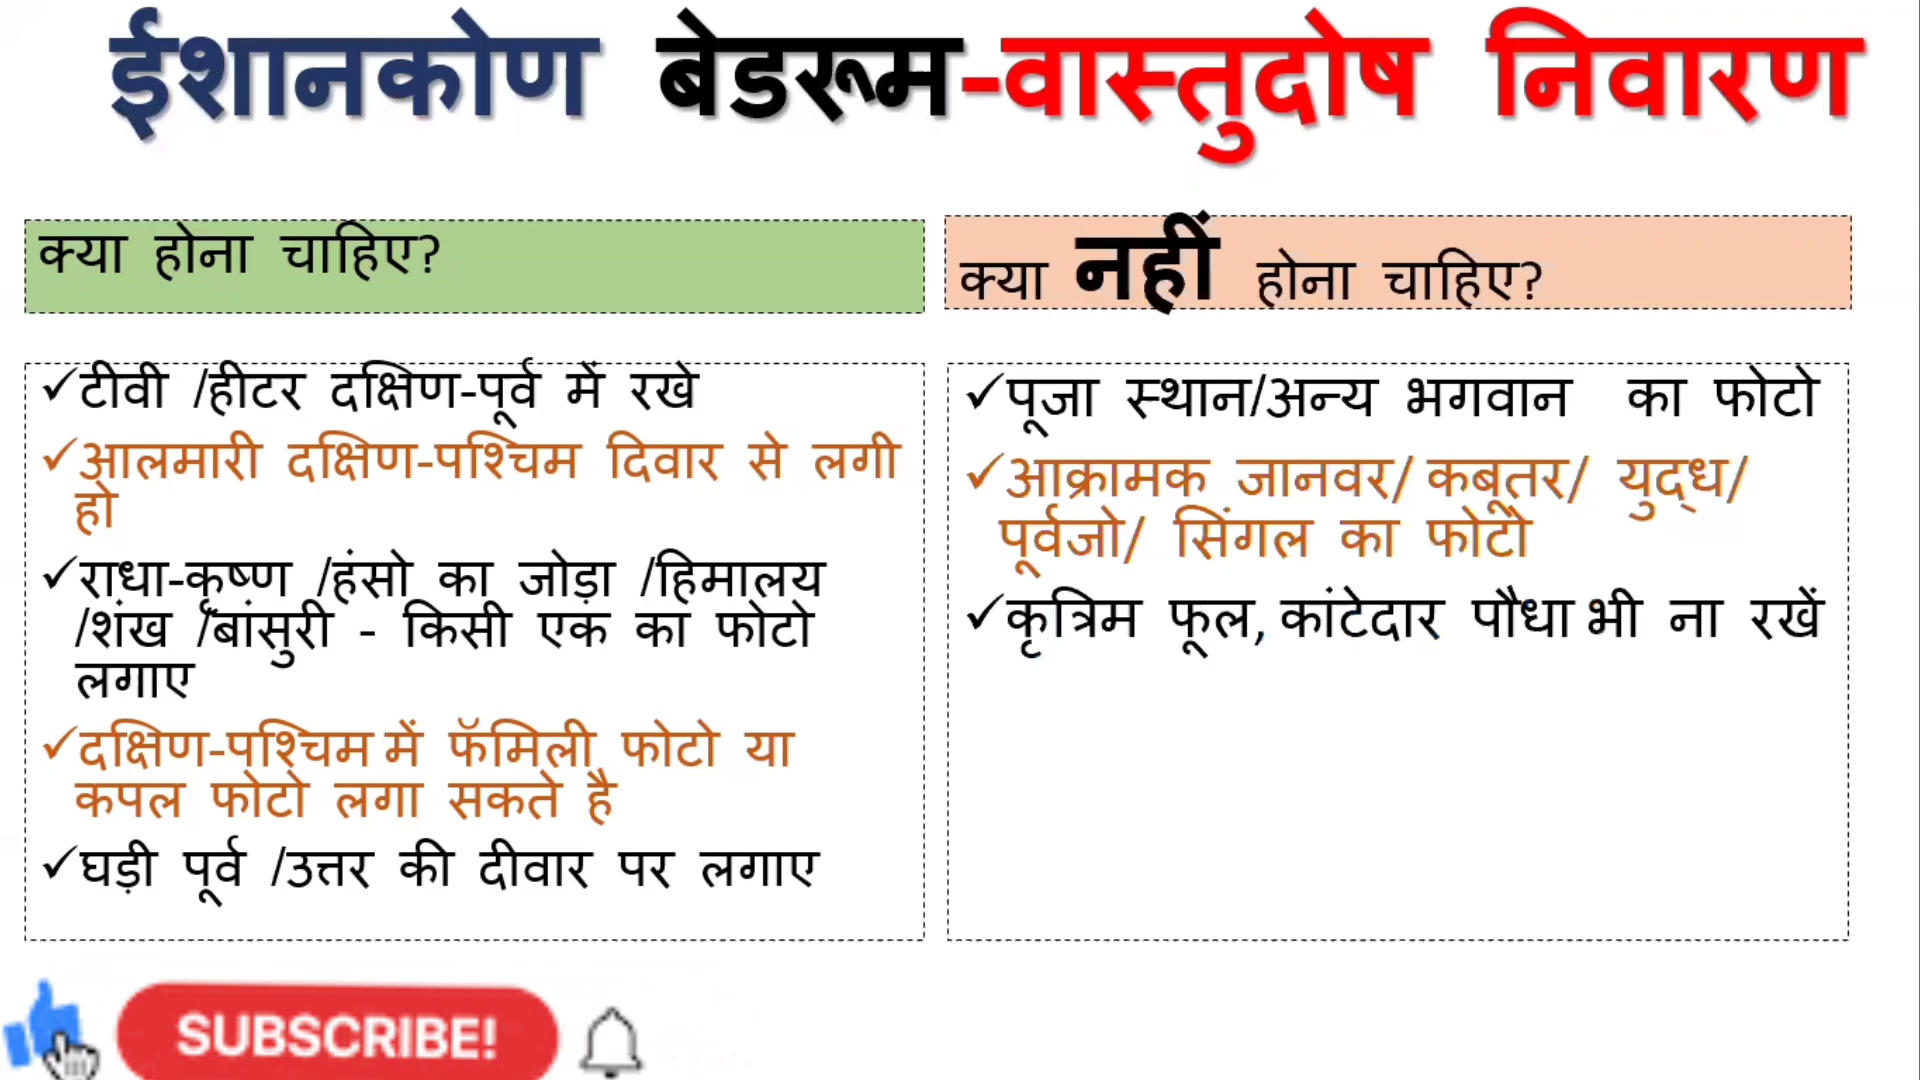 ईशानकोण बेडरूम-वास्तुदोष निवारण
क्या होना चाहिए?
✓टीवी /हीटर दक्षिण-पूर्व में रखे
✓आलमारी दक्षिण-पश्चिम दिवार से लगी
हो
✓राधा-कृष्ण /हंसो का जोड़ा /हिमालय
/शंख /बांसुरी - किसी एक का फोटो
लगाए
✓दक्षिण-पश्चिम में फॅमिली फोटो या
कपल फोटो लगा सकते है
✓घड़ी पूर्व /उत्तर की दीवार पर लगाए
क्या नहीं होना चाहिए?
✓पूजा स्थान/अन्य भगवान का फोटो
✓आक्रामक जानवर/ कबूतर/ युद्ध/
पूर्वजो/ सिंगल का फोटो
✓कृत्रिम फूल, कांटेदार पौधा भी ना रखें
SUBSCRIBE!